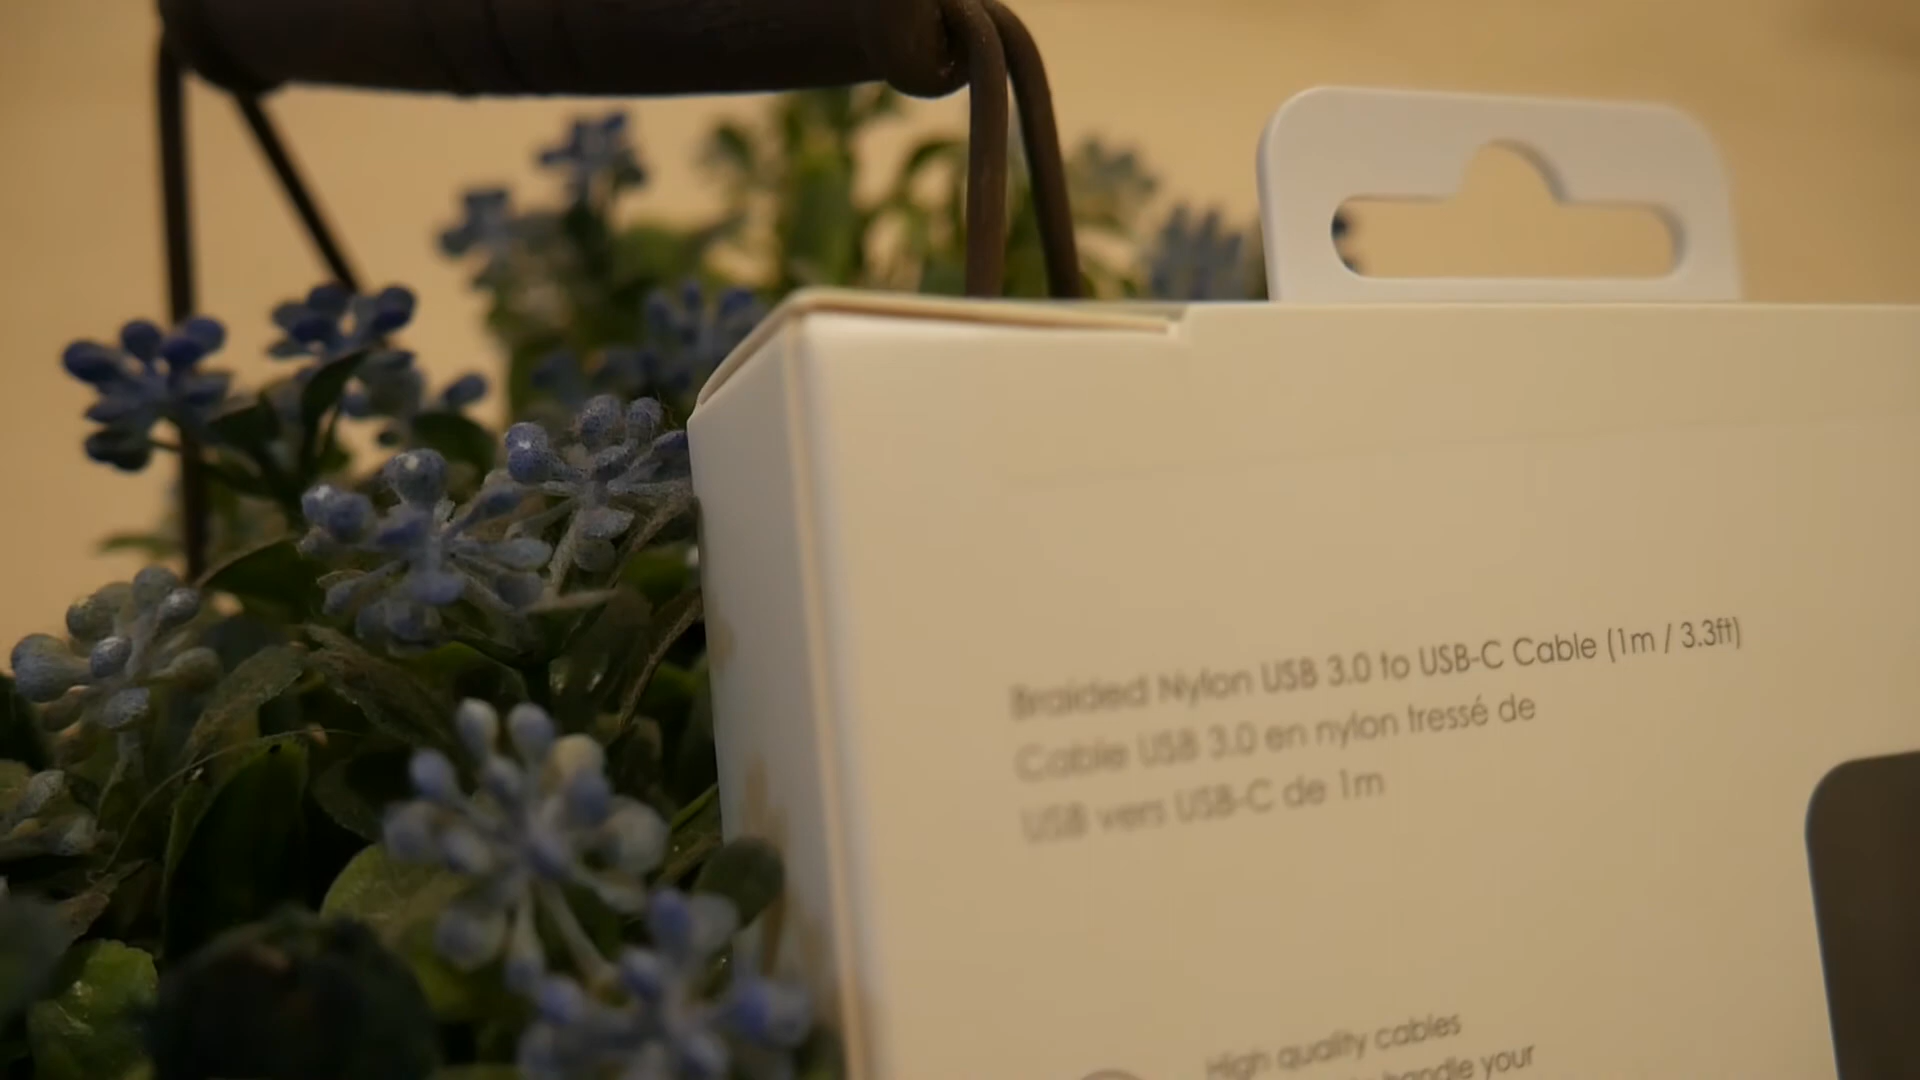 Braided Nylon USB 3.0 to USB-C Cable (1m / 3.3ft)
Cable USB 3.0 en nylon tressé de
USB vers USB-C de 1m
High quality cables
handle your